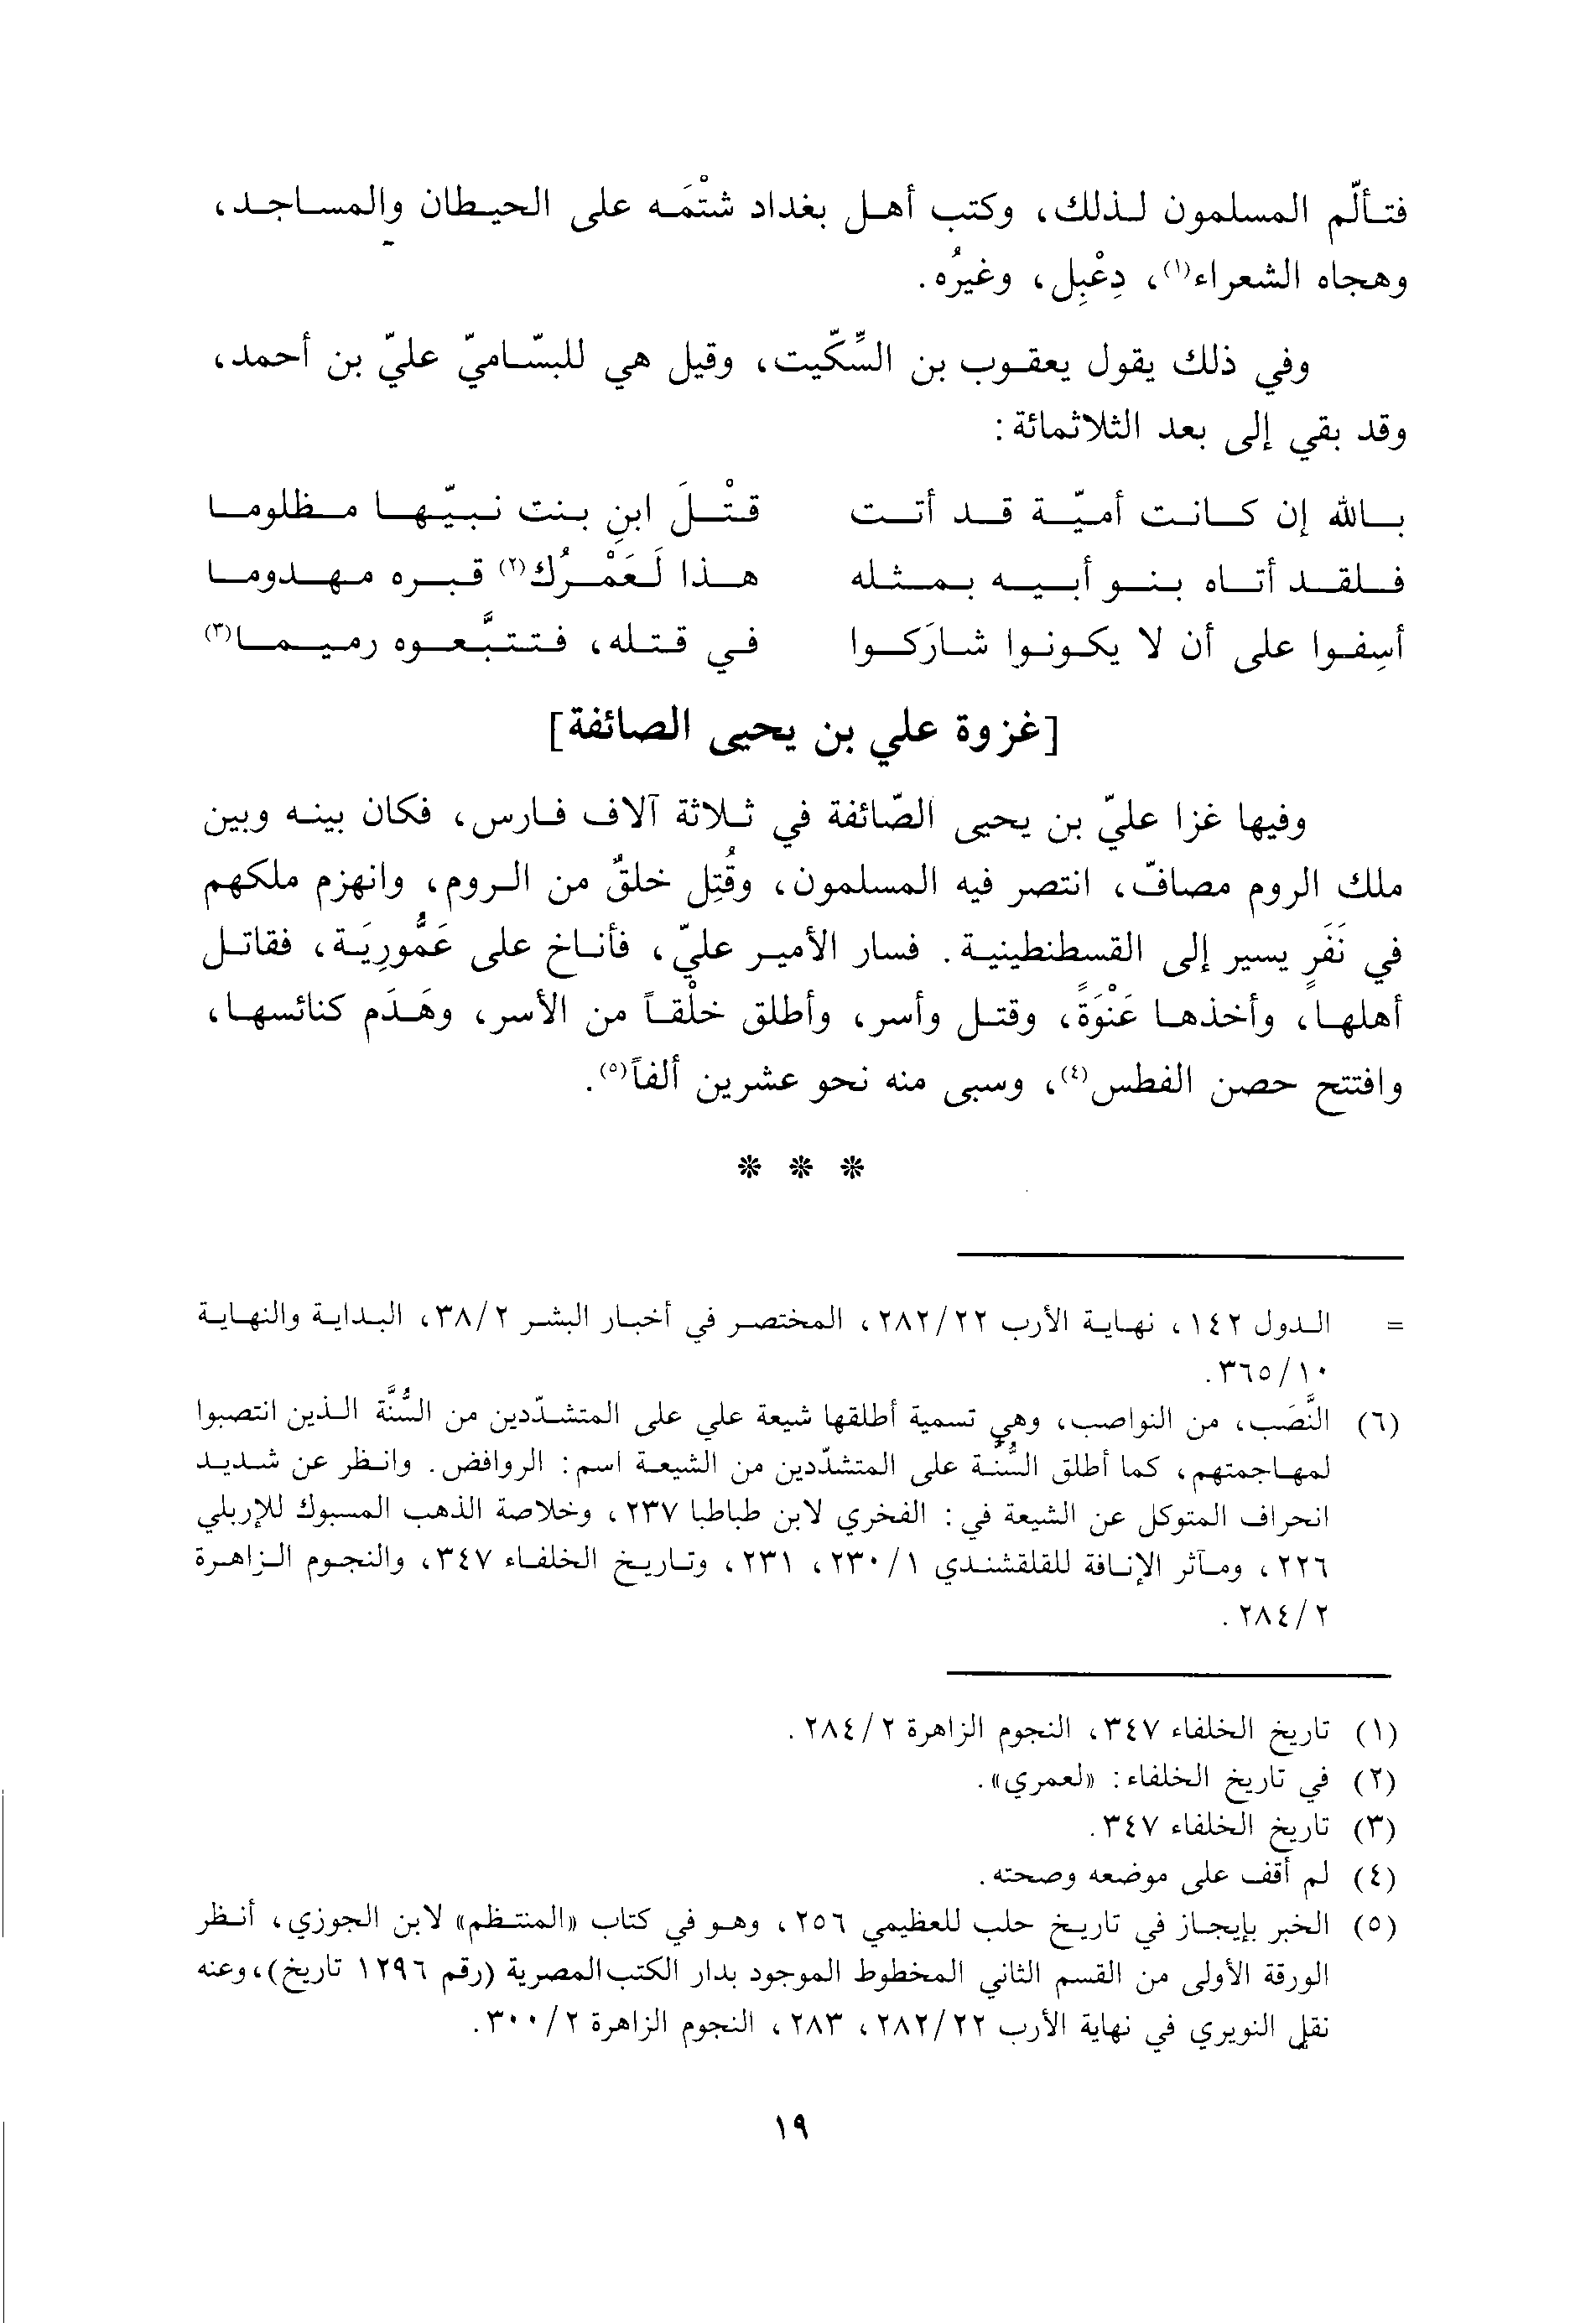 فتألّم المسلمون لذلك، وكتب أهل بغداد شتْمَه على الحيطان والمساجد،
وهجاه الشعراء(١)، دِعْبِل، وغيرُه.
وفي ذلك يقول يعقوب بن السِّكّيت، وقيل هي للبسّاميّ عليّ بن أحمد،
وقد بقي إلى بعد الثلاثمائة:
بالله إن كانت أميّة قد أتت قتْلَ ابنِ بنت نبيّها مظلوما
فلقد أتاه بنو أبيه بمثله هذا لَعَمْرُك(٢) قبره مهدوما
أسِفوا على أن لا يكونوا شارَكوا في قتله، فتتبَّعوه رميما(٣)
[غزوة علي بن يحيى الصائفة]
وفيها غزا عليّ بن يحيى الصّائفة في ثلاثة آلاف فارس، فكان بينه وبين
ملك الروم مصافّ، انتصر فيه المسلمون، وقُتِل خلقٌ من الروم، وانهزم ملكهم
في نَفَرٍ يسير إلى القسطنطينية. فسار الأمير عليّ، فأناخ على عَمُّورِيَة، فقاتل
أهلها، وأخذها عَنْوَةً، وقتل وأسر، وأطلق خلْقاً من الأسر، وهَدَم كنائسها،
وافتتح حصن الفطس(٤)، وسبى منه نحو عشرين ألفاً(٥).
* * *
= الدول ١٤٢، نهاية الأرب ٢٨٢/٢٢، المختصر في أخبار البشر ٣٨/٢، البداية والنهاية
٣٦٥/١٠.
(٦) النَّصَب، من النواصب، وهي تسمية أطلقها شيعة علي على المتشدّدين من السُّنَّة الذين انتصبوا
لمهاجمتهم، كما أطلق السُّنَّة على المتشدّدين من الشيعة اسم: الروافض. وانظر عن شديد
انحراف المتوكل عن الشيعة في: الفخري لابن طباطبا ٢٣٧، وخلاصة الذهب المسبوك للإربلي
٢٢٦، ومآثر الإنافة للقلقشندي ٢٣٠/١، ٢٣١، وتاريخ الخلفاء ٣٤٧، والنجوم الزاهرة
٢٨٤/٢.
(١) تاريخ الخلفاء ٣٤٧، النجوم الزاهرة ٢٨٤/٢.
(٢) في تاريخ الخلفاء: «لعمري».
(٣) تاريخ الخلفاء ٣٤٧.
(٤) لم أقف على موضعه وصحته.
(٥) الخبر بإيجاز في تاريخ حلب للعظيمي ٢٥٦، وهو في كتاب «المنتظم» لابن الجوزي، أنظر
الورقة الأولى من القسم الثاني المخطوط الموجود بدار الكتب المصرية (رقم ١٢٩٦ تاريخ)، وعنه
نقل النويري في نهاية الأرب ٢٨٢/٢٢، ٢٨٣، النجوم الزاهرة ٣٠٠/٢.
١٩